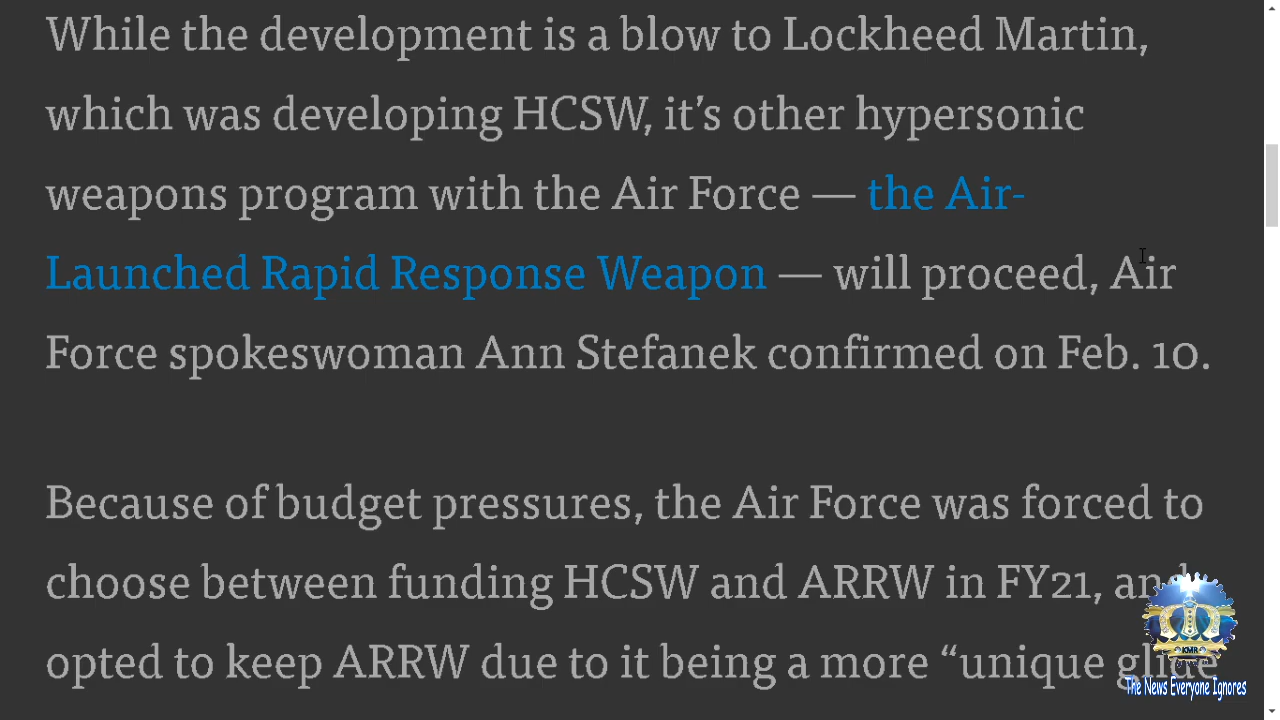 While the development is a blow to Lockheed Martin,
which was developing HCSW, it's other hypersonic
weapons program with the Air Force — the Air-
Launched Rapid Response Weapon — will proceed, Air
Force spokeswoman Ann Stefanek confirmed on Feb. 10.
Because of budget pressures, the Air Force was forced to
choose between funding HCSW and ARRW in FY21, and
opted to keep ARRW due to it being a more “unique glide
KMR
The News Everyone Ignores